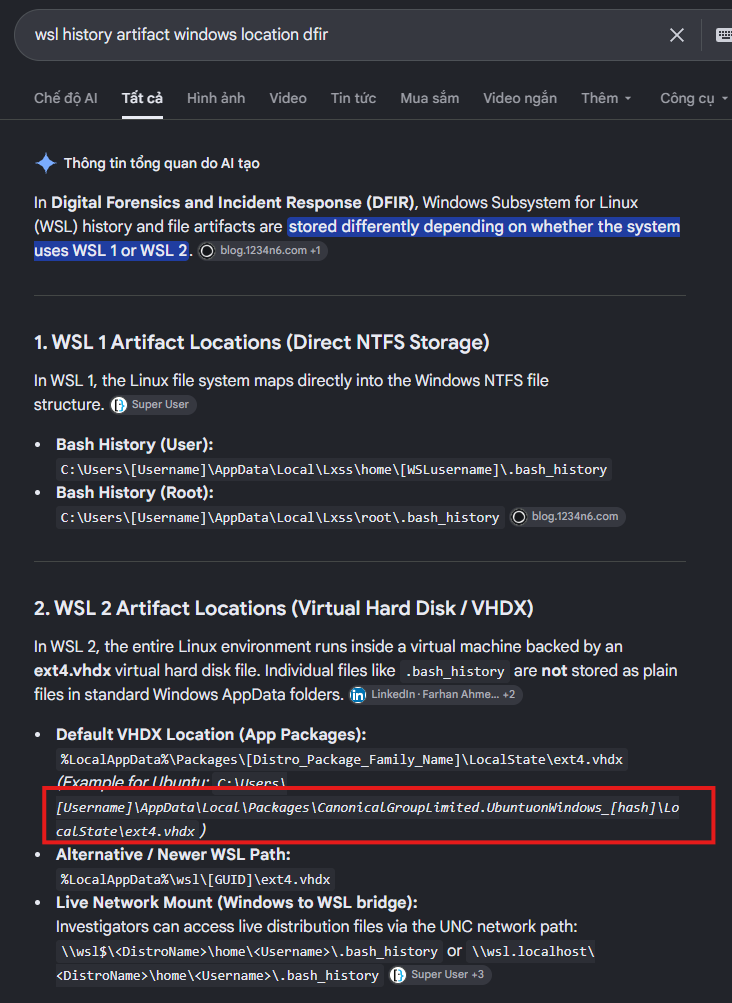 wsl history artifact windows location dfir
Chế độ AI
Tất cả
Hình ảnh
Video
Tin tức
Mua sắm
Video ngắn
Thêm
Công cụ
Thông tin tổng quan do AI tạo
In Digital Forensics and Incident Response (DFIR), Windows Subsystem for Linux
(WSL) history and file artifacts are stored differently depending on whether the system
uses WSL 1 or WSL 2. blog.1234n6.com +1
1. WSL 1 Artifact Locations (Direct NTFS Storage)
In WSL 1, the Linux file system maps directly into the Windows NTFS file
structure. Super User
• Bash History (User):
C:\Users\[Username]\AppData\Local\Lxss\home\[WSLusername]\.bash_history
• Bash History (Root):
C:\Users\[Username]\AppData\Local\Lxss\root\.bash_history blog.1234n6.com
2. WSL 2 Artifact Locations (Virtual Hard Disk / VHDX)
In WSL 2, the entire Linux environment runs inside a virtual machine backed by an
ext4.vhdx virtual hard disk file. Individual files like .bash_history are not stored as plain
files in standard Windows AppData folders. in LinkedIn · Farhan Ahme... +2
• Default VHDX Location (App Packages):
%LocalAppData%\Packages\[Distro_Package_Family_Name]\LocalState\ext4.vhdx
(Example for Ubuntu: C:\Users\
[Username]\AppData\Local\Packages\CanonicalGroupLimited.UbuntuonWindows_[hash]\Lo
calState\ext4.vhdx )
• Alternative / Newer WSL Path:
%LocalAppData%\wsl\[GUID]\ext4.vhdx
• Live Network Mount (Windows to WSL bridge):
Investigators can access live distribution files via the UNC network path:
\\wsl$\<DistroName>\home\<Username>\.bash_history or \\wsl.localhost\
<DistroName>\home\<Username>\.bash_history Super User +3